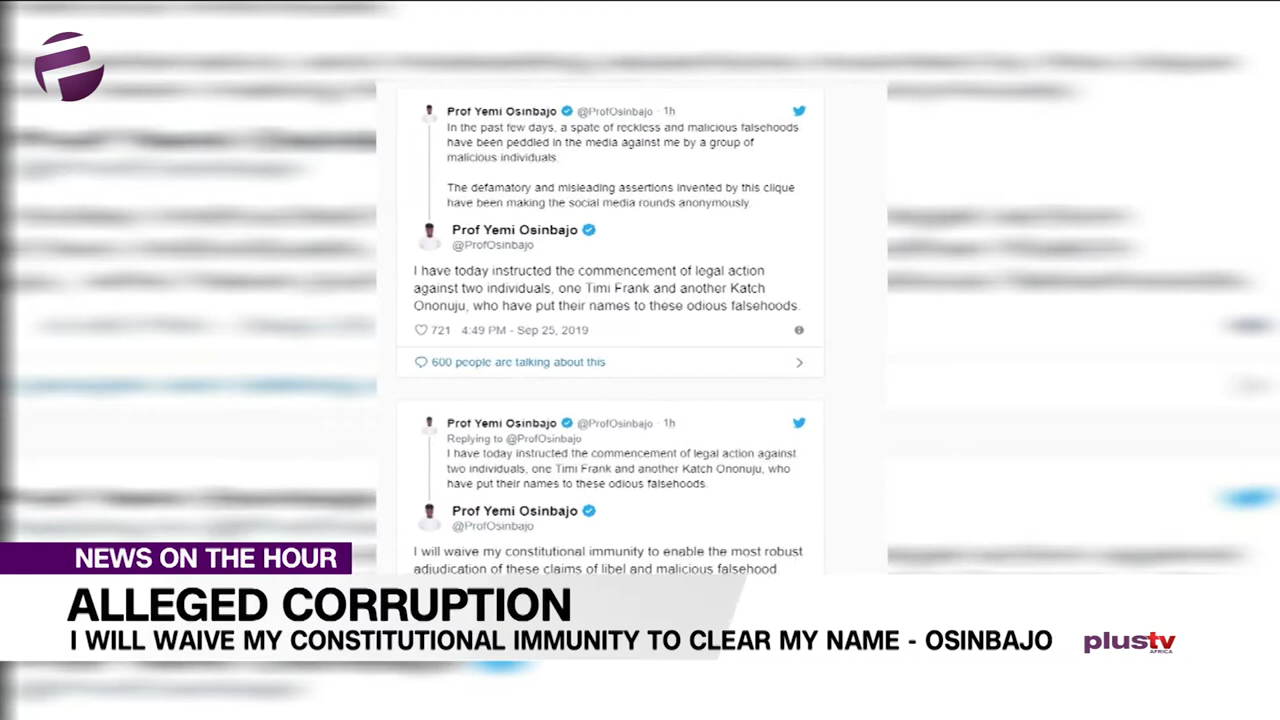 Prof Yemi Osinbajo @ProfOsinbajo · 1h
In the past few days, a spate of reckless and malicious falsehoods
have been peddled in the media against me by a group of
malicious individuals.
The defamatory and misleading assertions invented by this clique
have been making the social media rounds anonymously.
Prof Yemi Osinbajo
@ProfOsinbajo
I have today instructed the commencement of legal action
against two individuals, one Timi Frank and another Katch
Ononuju, who have put their names to these odious falsehoods.
721 4:49 PM - Sep 25, 2019
600 people are talking about this
Prof Yemi Osinbajo @ProfOsinbajo · 1h
Replying to @ProfOsinbajo
I have today instructed the commencement of legal action against
two individuals, one Timi Frank and another Katch Ononuju, who
have put their names to these odious falsehoods.
Prof Yemi Osinbajo
@ProfOsinbajo
I will waive my constitutional immunity to enable the most robust
adjudication of these claims of libel and malicious falsehood
NEWS ON THE HOUR
ALLEGED CORRUPTION
I WILL WAIVE MY CONSTITUTIONAL IMMUNITY TO CLEAR MY NAME - OSINBAJO
plustv
AFRICA